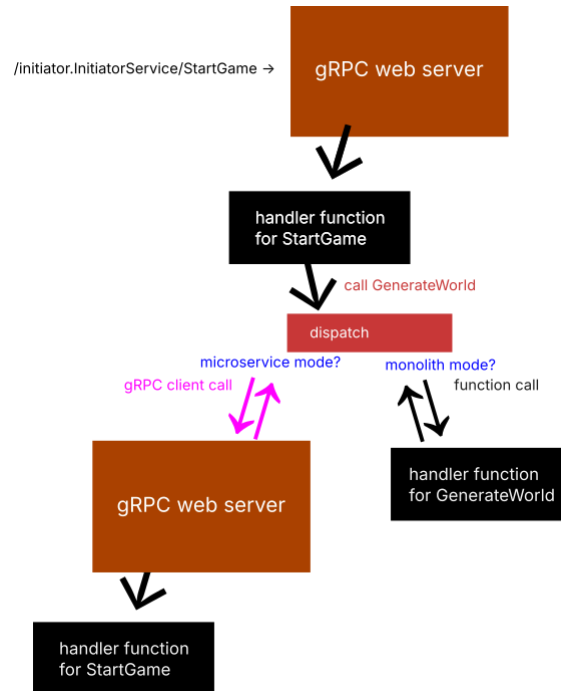 /initiator.InitiatorService/StartGame →
gRPC web server
handler function
for StartGame
call GenerateWorld
dispatch
microservice mode?
monolith mode?
gRPC client call
function call
handler function
for GenerateWorld
gRPC web server
handler function
for StartGame